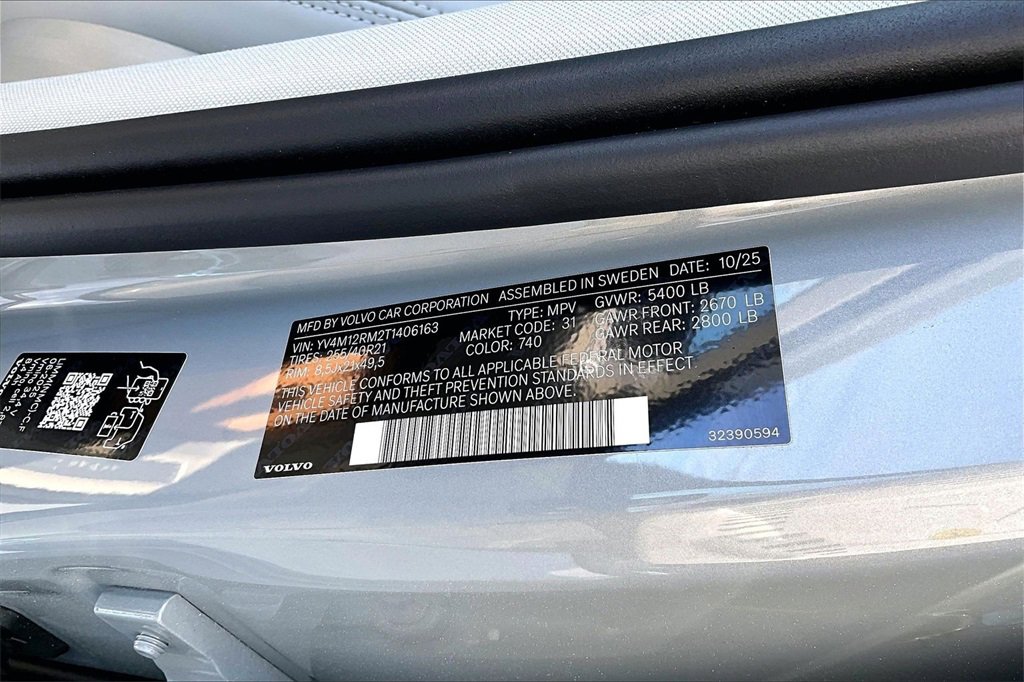 MFD BY VOLVO CAR CORPORATION ASSEMBLED IN SWEDEN DATE: 10/25
VIN: YV4M12RM2T1406163 TYPE: MPV GVWR: 5400 LB
TIRES: 255/40R21 MARKET CODE: 31 GAWR FRONT: 2670 LB
RIM: 8,5Jx21x49,5 COLOR: 740 GAWR REAR: 2800 LB
THIS VEHICLE CONFORMS TO ALL APPLICABLE FEDERAL MOTOR
VEHICLE SAFETY AND THEFT PREVENTION STANDARDS IN EFFECT
ON THE DATE OF MANUFACTURE SHOWN ABOVE.
VOLVO
32390594